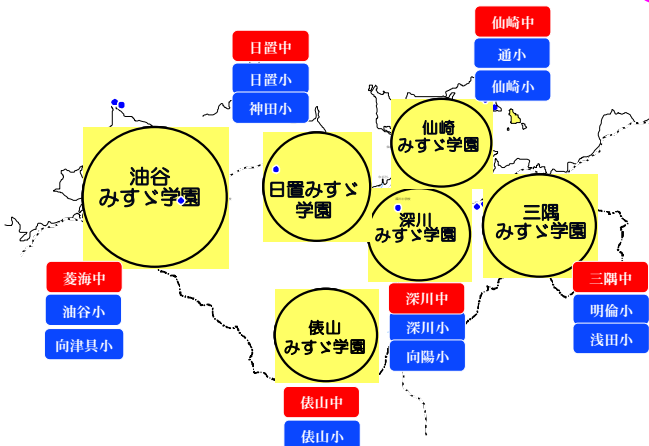 仙崎中
通小
仙崎小
日置中
日置小
神田小
仙崎
みすゞ学園
油谷
みすゞ学園
日置みすゞ
学園
深川
みすゞ学園
三隅
みすゞ学園
菱海中
油谷小
向津具小
深川中
深川小
向陽小
三隅中
明倫小
浅田小
俵山
みすゞ学園
俵山中
俵山小